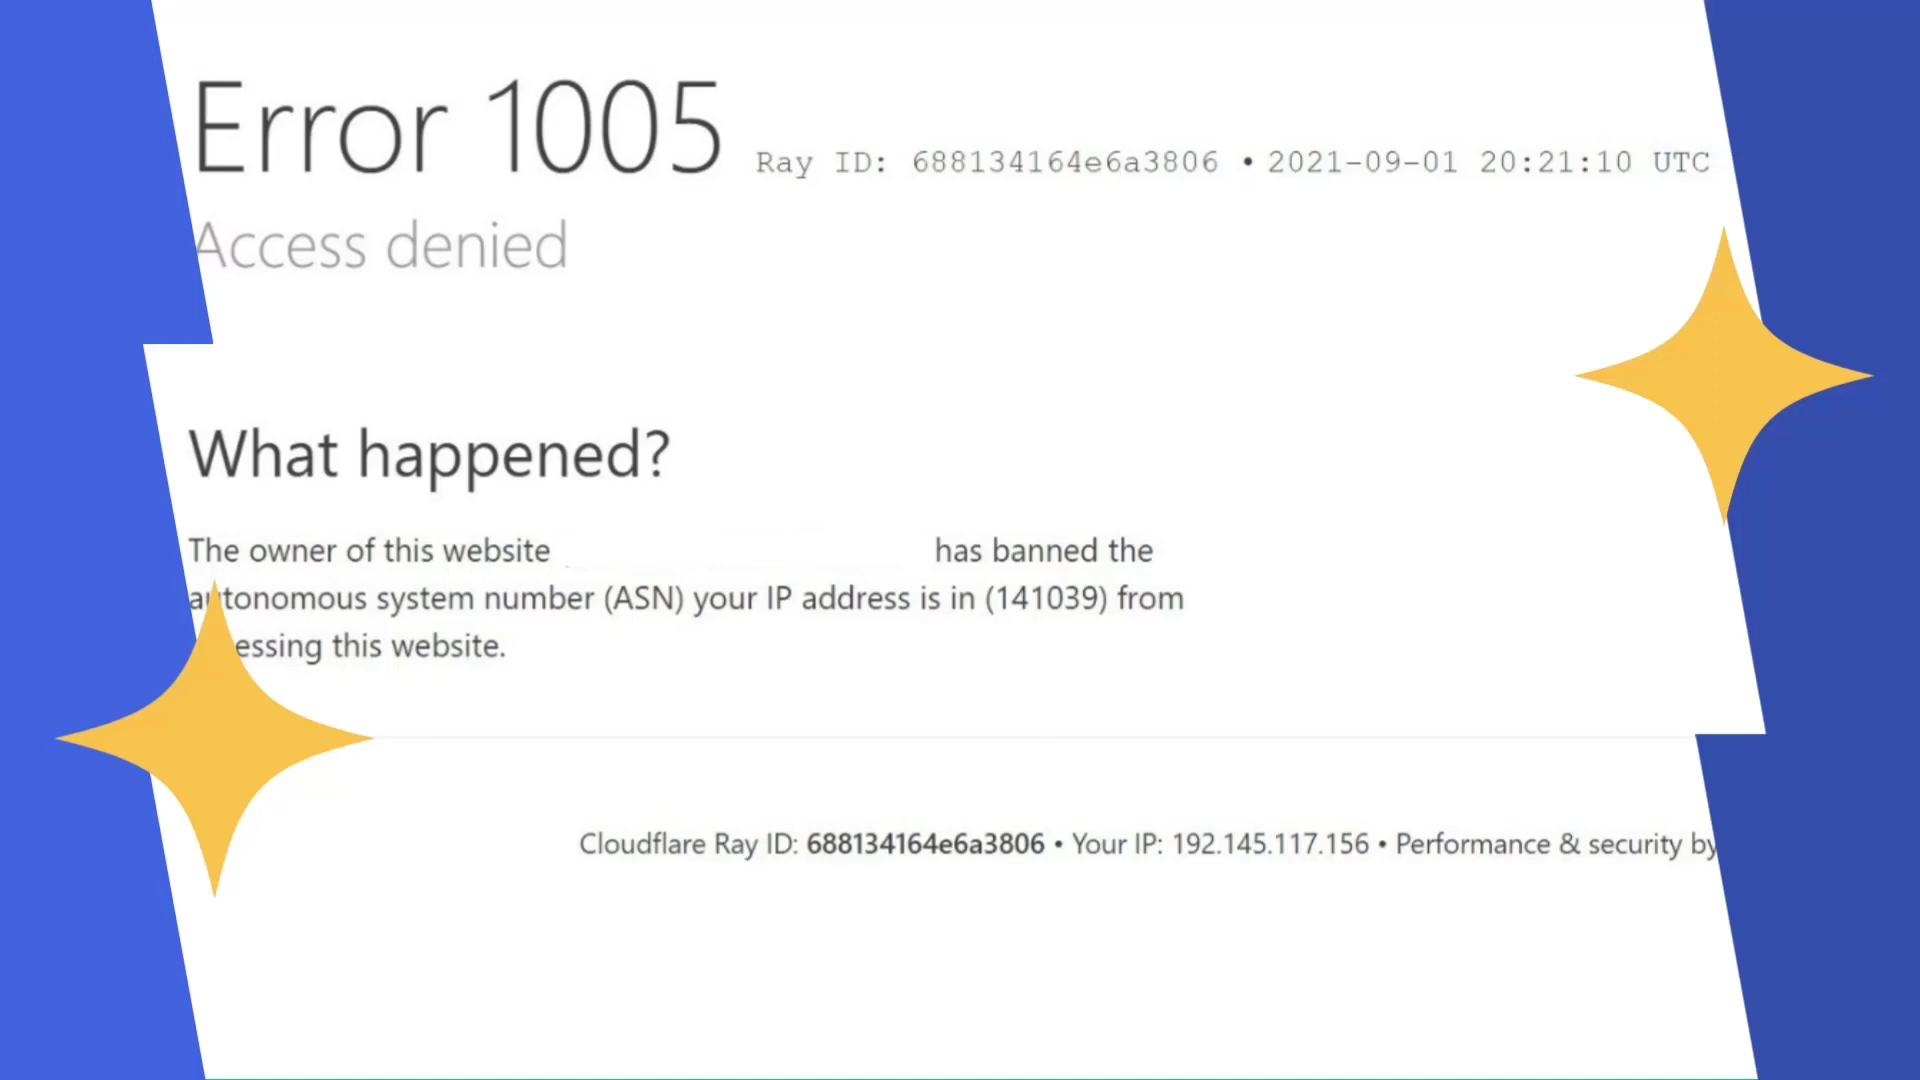 Error 1005 Ray ID: 688134164e6a3806 • 2021-09-01 20:21:10 UTC
Access denied
What happened?
The owner of this website has banned the
autonomous system number (ASN) your IP address is in (141039) from
essing this website.
Cloudflare Ray ID: 688134164e6a3806 • Your IP: 192.145.117.156 • Performance & security by